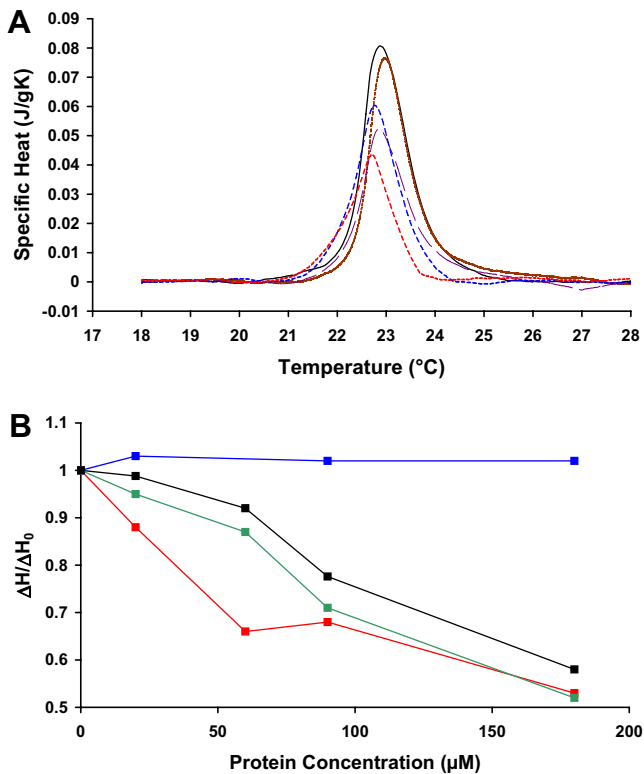 A
0.09
0.08
0.07
0.06
0.05
0.04
0.03
0.02
0.01
0
-0.01
Specific Heat (J/gK)
17 18 19 20 21 22 23 24 25 26 27 28
Temperature (°C)
B
1.1
1
0.9
0.8
0.7
0.6
0.5
ΔH/ΔH₀
0 50 100 150 200
Protein Concentration (µM)